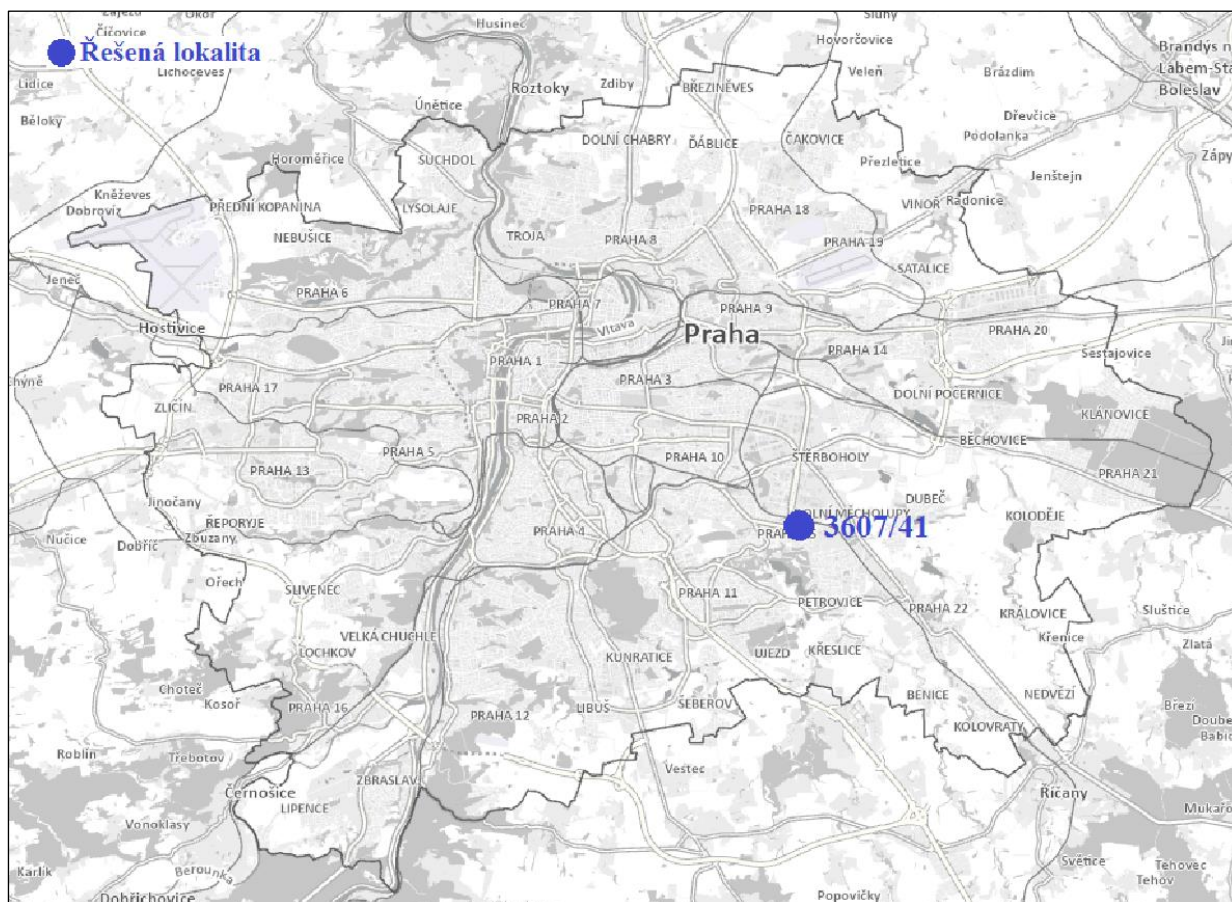 Husinec
Číčovice
Řešená lokalita
Lichoceves
Lidice
Běloky
Únětice
Roztoky
Zdiby
BŘEZINĚVES
Hovorčovice
Veleň
Brázdim
Brandýs n
Labem-Sta
Boleslav
Dřevčice
Podolanka
Zápy
Horoměřice
SUCHDOL
DOLNÍ CHABRY
ĎÁBLICE
ČAKOVICE
Přezletice
Jenštejn
Kněževes
Dobrovíz
PŘEDNÍ KOPANINA
LYSOLAJE
NEBUŠICE
TROJA
PRAHA 8
PRAHA 18
PRAHA 19
VINOŘ
Radonice
SATALICE
Jeneč
PRAHA 6
PRAHA 7
Vltava
PRAHA 9
Praha
Hostivice
PRAHA 1
PRAHA 14
PRAHA 20
Šestajovice
PRAHA 17
PRAHA 3
DOLNÍ POČERNICE
KLÁNOVICE
ZLIČÍN
PRAHA 2
PRAHA 5
PRAHA 13
PRAHA 10
ŠTĚRBOHOLY
BĚCHOVICE
PRAHA 21
Jinočany
DUBEČ
KOLODĚJE
ŘEPORYJE
Zbuzany
Nučice
Dobříč
PRAHA 4
DOLNÍ MĚCHOLUPY
3607/41
Ořech
SLIVENEC
PRAHA 11
PETROVICE
PRAHA 22
KRÁLOVICE
Sluštice
VELKÁ CHUCHLE
LOCHKOV
KUNRATICE
ÚJEZD
KŘESLICE
Křenice
Zlatá
Choteč
Kosoř
PRAHA 16
PRAHA 12
LIBUŠ
ŠEBEROV
BENICE
NEDVĚZÍ
KOLOVRATY
Březí
Roblín
Třebotov
Vestec
ZBRASLAV
Černošice
LIPENCE
Říčany
Vonoklasy
Karlík
Berounka
Dobřichovice
Popovičky
Světice
Tehovec
Tehov